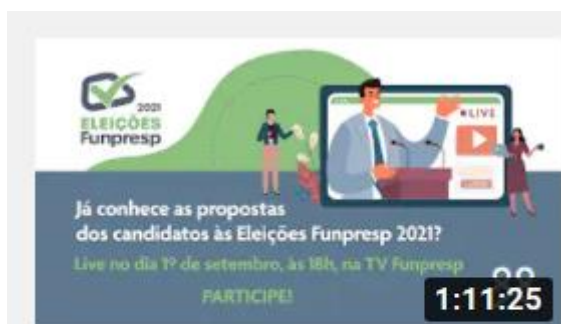 2021
ELEIÇÕES
Funpresp
LIVE
Já conhece as propostas
dos candidatos às Eleições Funpresp 2021?
Live no dia 1º de setembro, às 18h, na TV Funpresp
PARTICIPE!
1:11:25